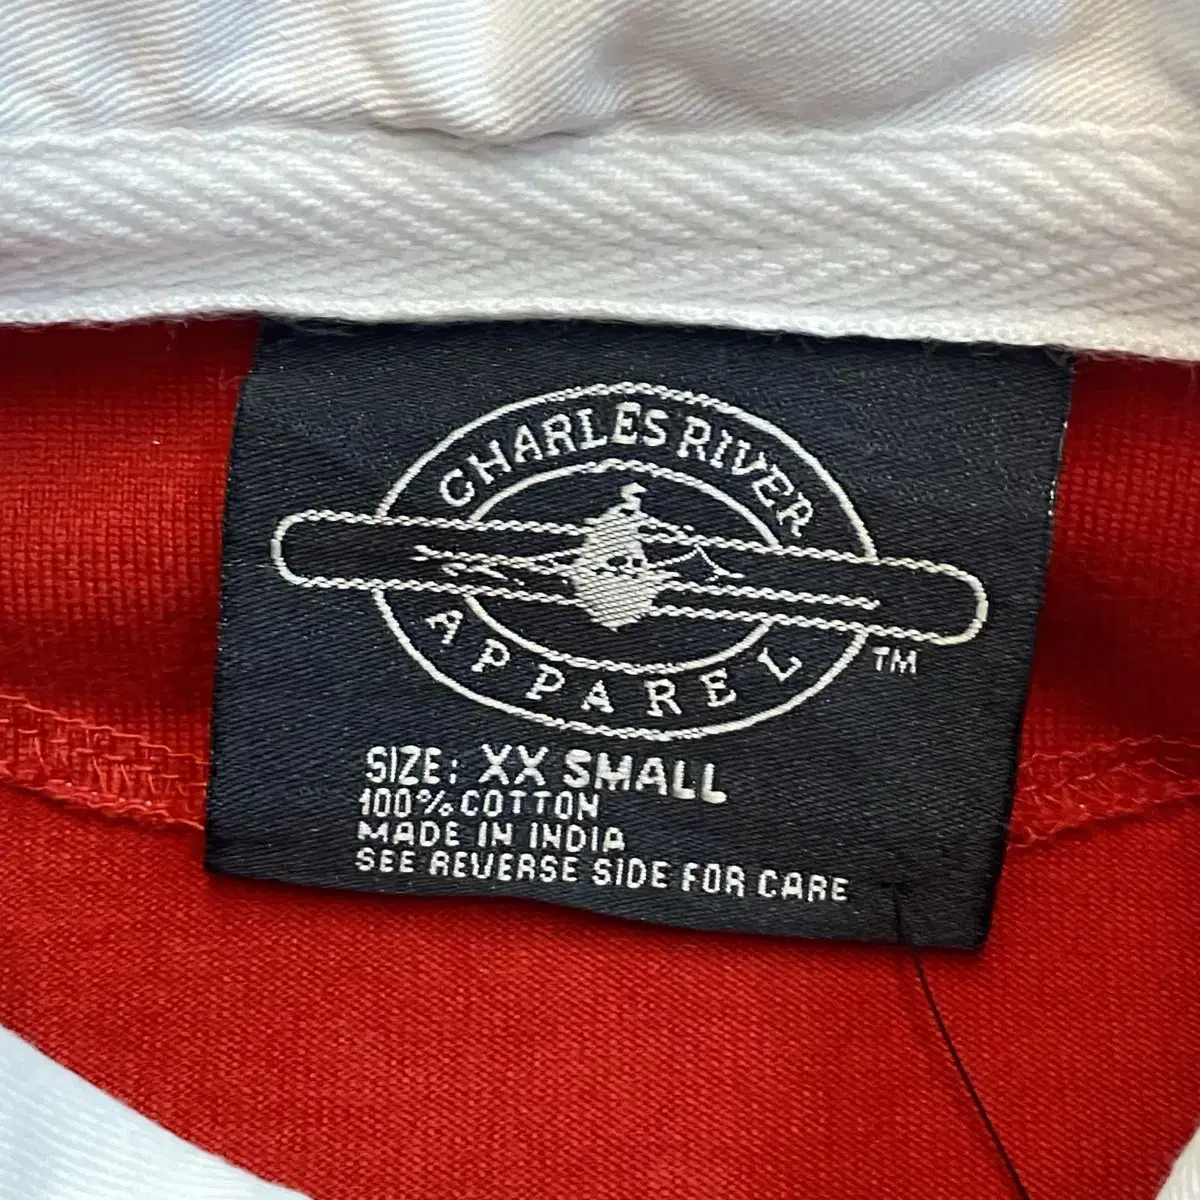 CHARLES RIVER
APPAREL
TM
SIZE: XX SMALL
100% COTTON
MADE IN INDIA
SEE REVERSE SIDE FOR CARE